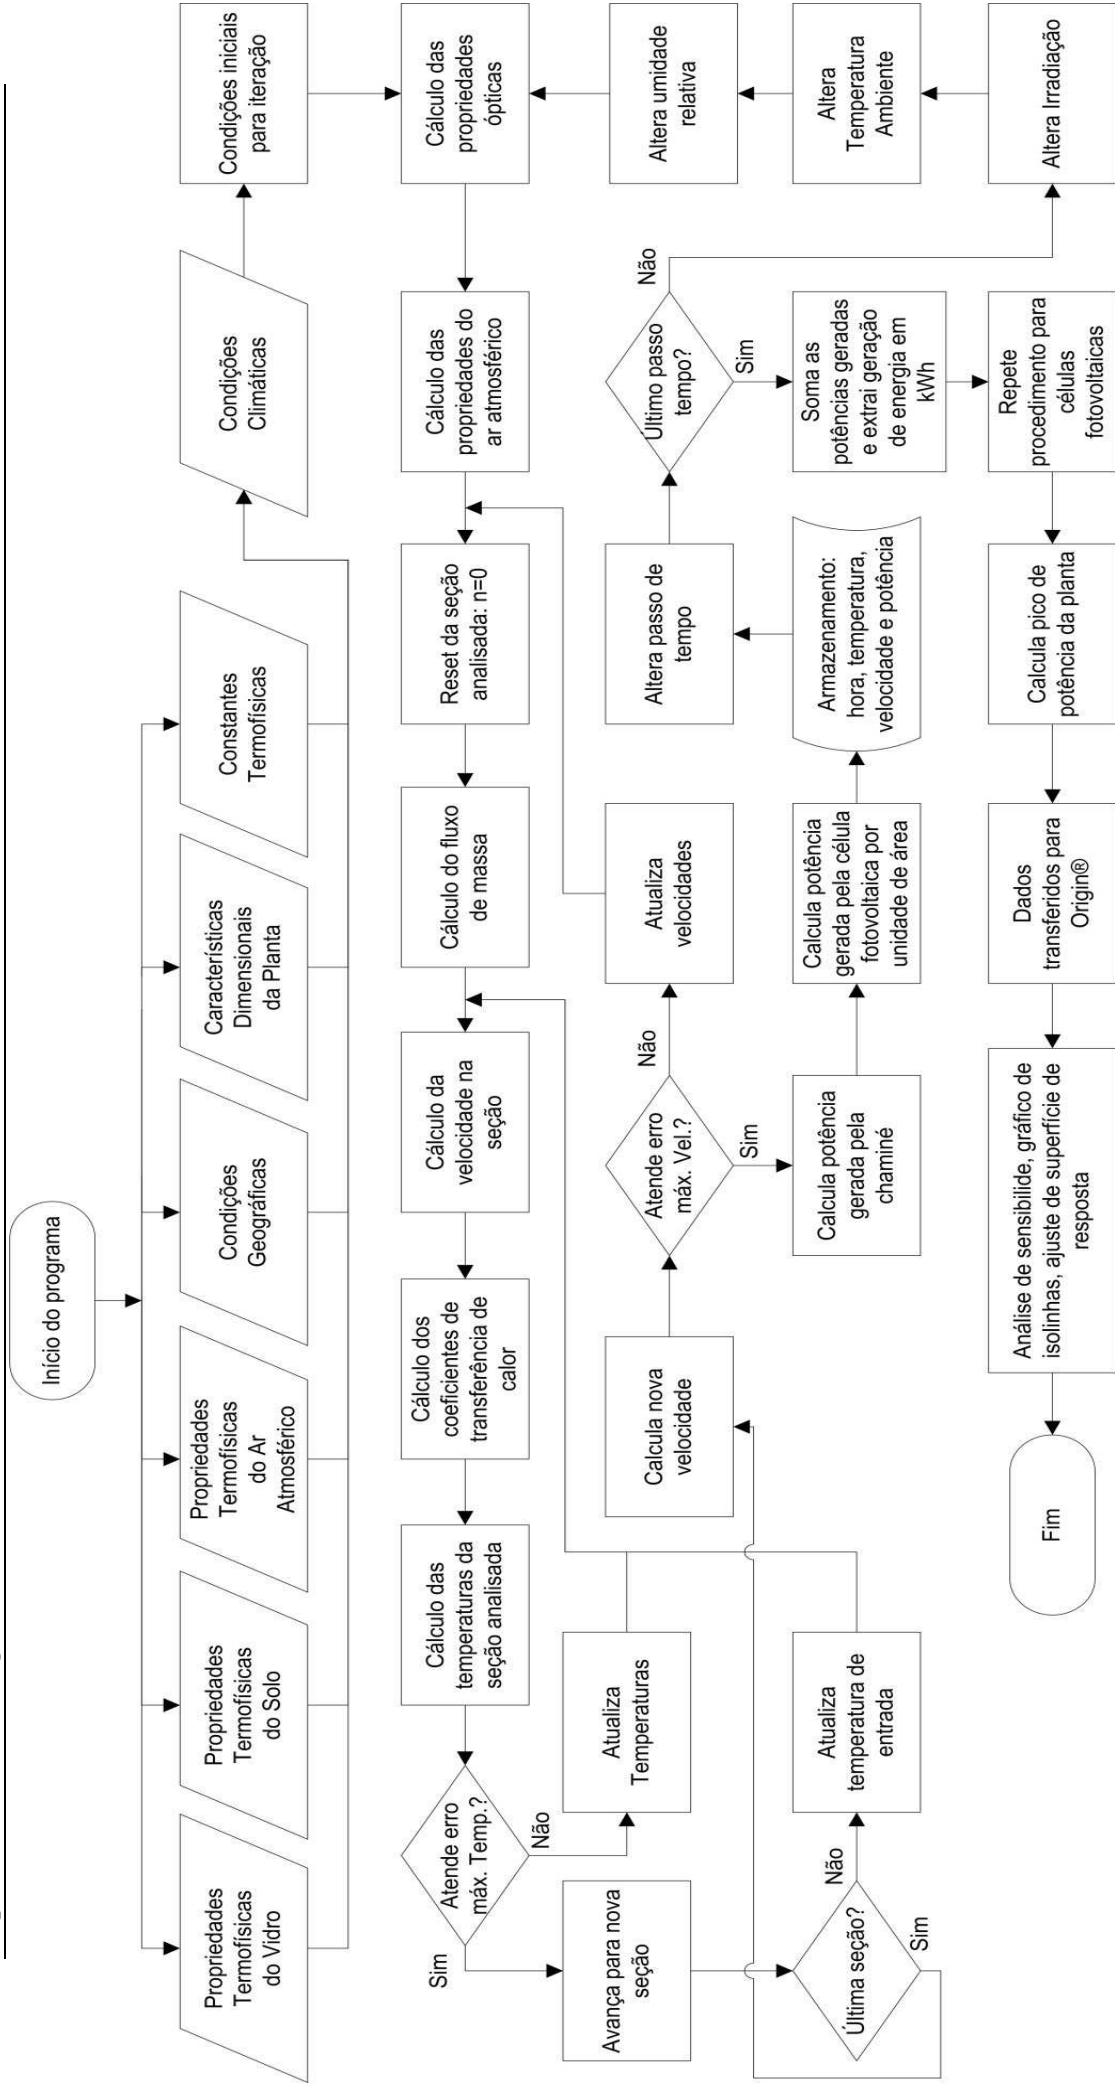 Início do programa
Propriedades
Termofísicas
do Vidro
Propriedades
Termofísicas
do Solo
Propriedades
Termofísicas
do Ar
Atmosférico
Condições
Geográficas
Características
Dimensionais
da Planta
Constantes
Termofísicas
Condições
Climáticas
Condições iniciais
para iteração
Cálculo das
propriedades
ópticas
Cálculo das
propriedades do
ar atmosférico
Reset da seção
analisada: n=0
Cálculo do fluxo
de massa
Cálculo da
velocidade na
seção
Cálculo dos
coeficientes de
transferência de
calor
Cálculo das
temperaturas da
seção analisada
Atende erro
máx. Temp.?
Sim
Não
Avança para nova
seção
Atualiza
Temperaturas
Última seção?
Não
Sim
Atualiza
temperatura de
entrada
Calcula nova
velocidade
Atende erro
máx. Vel.?
Não
Sim
Atualiza
velocidades
Calcula potência
gerada pela
chaminé
Calcula potência
gerada pela célula
fotovoltaica por
unidade de área
Armazenamento:
hora, temperatura,
velocidade e potência
Altera passo de
tempo
Último passo
tempo?
Não
Sim
Altera Irradiação
Altera
Temperatura
Ambiente
Altera umidade
relativa
Soma as
potências geradas
e extrai geração
de energia em
kWh
Repete
procedimento para
células
fotovoltaicas
Calcula pico de
potência da planta
Dados
transferidos para
Origin®
Análise de sensibilide, gráfico de
isolinhas, ajuste de superfície de
resposta
Fim